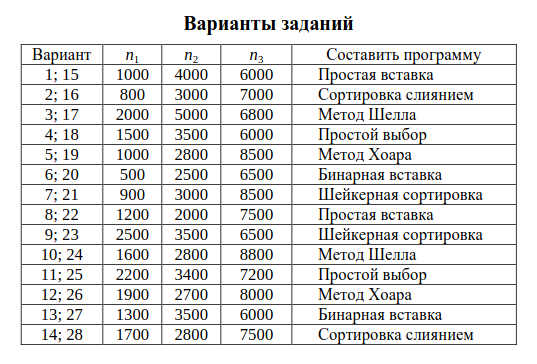 Варианты заданий
Вариант n1 n2 n3 Составить программу
1; 15 1000 4000 6000 Простая вставка
2; 16 800 3000 7000 Сортировка слиянием
3; 17 2000 5000 6800 Метод Шелла
4; 18 1500 3500 6000 Простой выбор
5; 19 1000 2800 8500 Метод Хоара
6; 20 500 2500 6500 Бинарная вставка
7; 21 900 3000 8500 Шейкерная сортировка
8; 22 1200 2000 7500 Простая вставка
9; 23 2500 3500 6500 Шейкерная сортировка
10; 24 1600 2800 8800 Метод Шелла
11; 25 2200 3400 7200 Простой выбор
12; 26 1900 2700 8000 Метод Хоара
13; 27 1300 3500 6000 Бинарная вставка
14; 28 1700 2800 7500 Сортировка слиянием